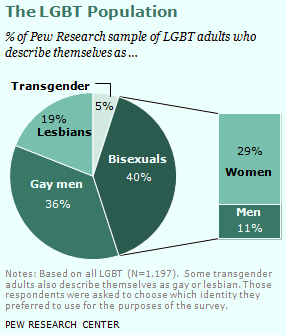 The LGBT Population
% of Pew Research sample of LGBT adults who
describe themselves as ...
Transgender
5%
19%
Lesbians
Bisexuals
40%
Gay men
36%
29%
Women
Men
11%
Notes: Based on all LGBT (N=1,197). Some transgender
adults also describe themselves as gay or lesbian. Those
respondents were asked to choose which identity they
preferred to use for the purposes of the survey.
PEW RESEARCH CENTER